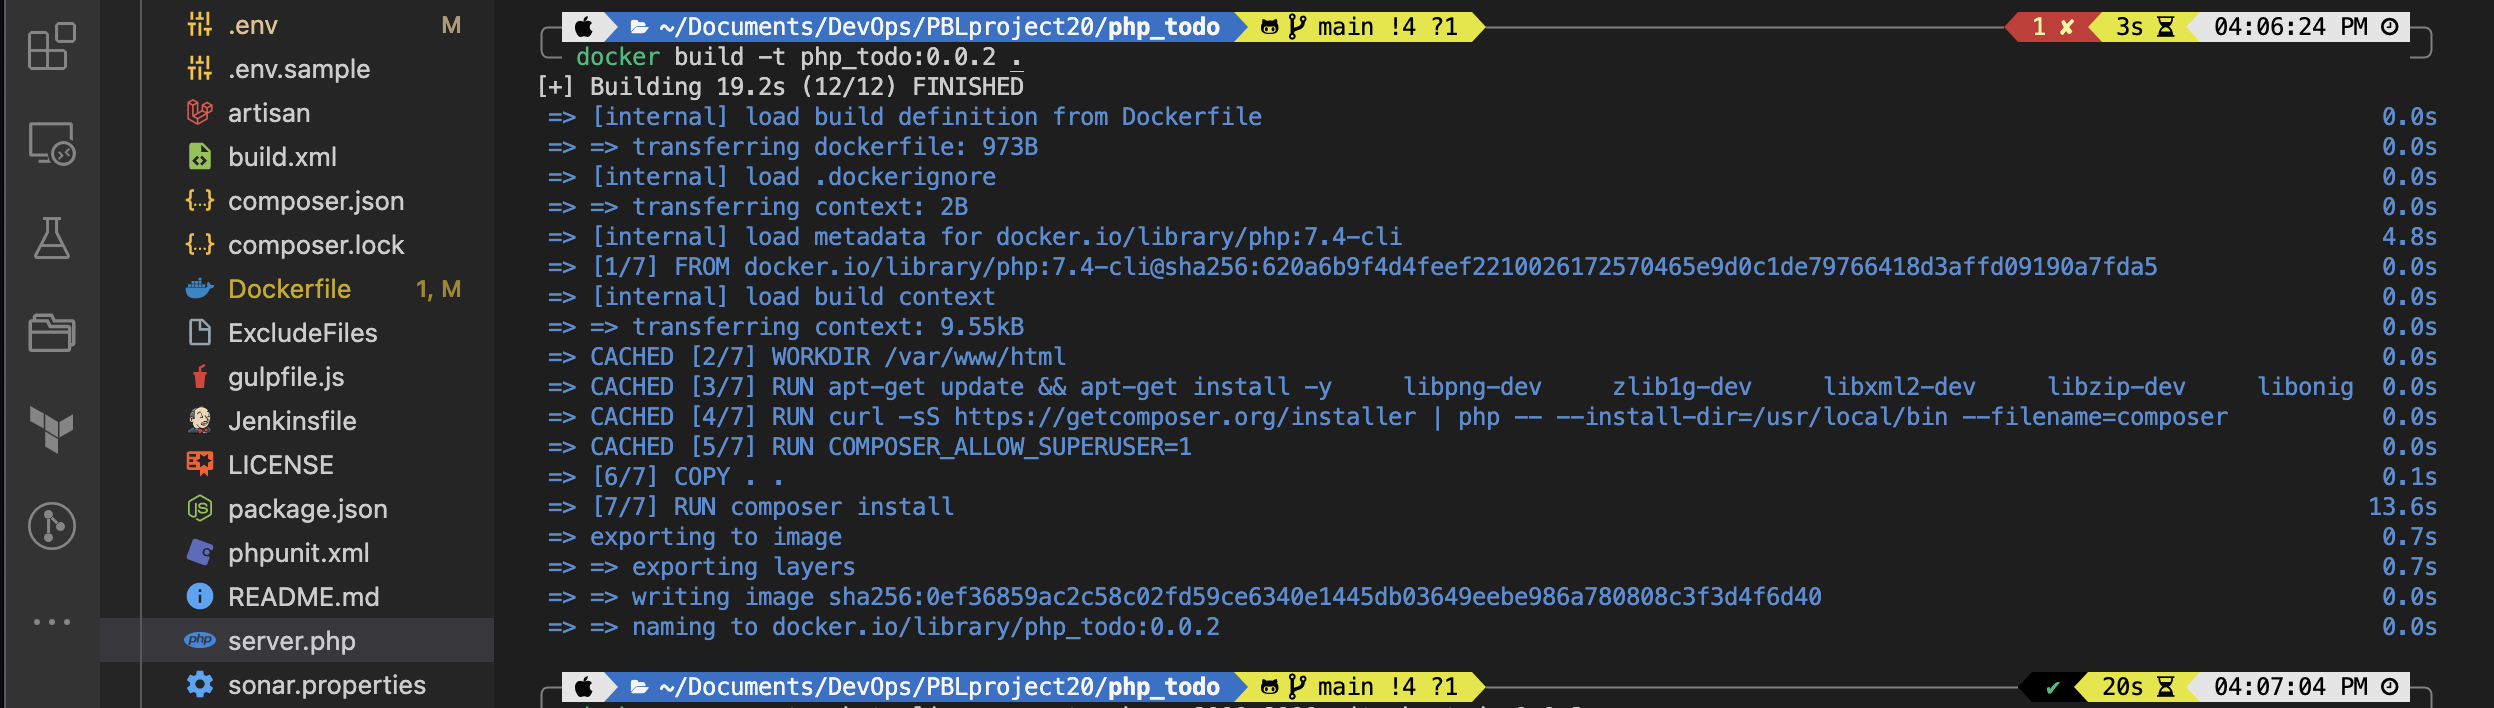 .env M
.env.sample
artisan
build.xml
composer.json
composer.lock
Dockerfile 1, M
ExcludeFiles
gulpfile.js
Jenkinsfile
LICENSE
package.json
phpunit.xml
README.md
server.php
sonar.properties
~/Documents/DevOps/PBLproject20/php_todo main !4 ?1 1 ✘ 3s 04:06:24 PM
docker build -t php_todo:0.0.2 .
[+] Building 19.2s (12/12) FINISHED
=> [internal] load build definition from Dockerfile 0.0s
=> => transferring dockerfile: 973B 0.0s
=> [internal] load .dockerignore 0.0s
=> => transferring context: 2B 0.0s
=> [internal] load metadata for docker.io/library/php:7.4-cli 4.8s
=> [1/7] FROM docker.io/library/php:7.4-cli@sha256:620a6b9f4d4feef2210026172570465e9d0c1de79766418d3affd09190a7fda5 0.0s
=> [internal] load build context 0.0s
=> => transferring context: 9.55kB 0.0s
=> CACHED [2/7] WORKDIR /var/www/html 0.0s
=> CACHED [3/7] RUN apt-get update && apt-get install -y libpng-dev zlib1g-dev libxml2-dev libzip-dev libonig 0.0s
=> CACHED [4/7] RUN curl -sS https://getcomposer.org/installer | php -- --install-dir=/usr/local/bin --filename=composer 0.0s
=> CACHED [5/7] RUN COMPOSER_ALLOW_SUPERUSER=1 0.0s
=> [6/7] COPY . . 0.1s
=> [7/7] RUN composer install 13.6s
=> exporting to image 0.7s
=> => exporting layers 0.7s
=> => writing image sha256:0ef36859ac2c58c02fd59ce6340e1445db03649eebe986a780808c3f3d4f6d40 0.0s
=> => naming to docker.io/library/php_todo:0.0.2 0.0s
~/Documents/DevOps/PBLproject20/php_todo main !4 ?1 ✔ 20s 04:07:04 PM